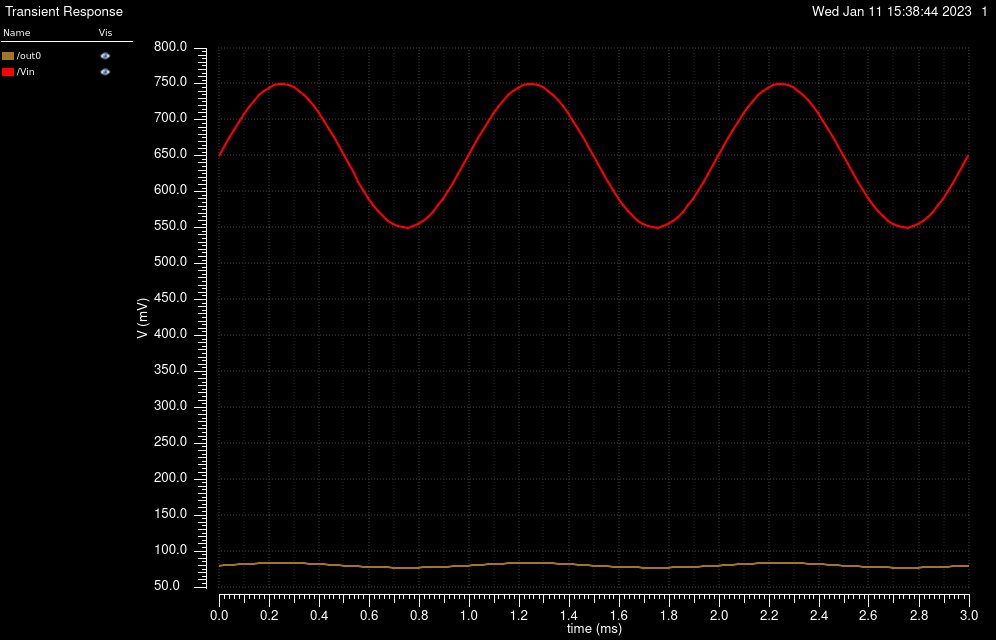 Transient Response
Wed Jan 11 15:38:44 2023 1
Name Vis
/out0
/Vin
800.0
750.0
700.0
650.0
600.0
550.0
500.0
450.0
400.0
350.0
300.0
250.0
200.0
150.0
100.0
50.0
V (mV)
0.0 0.2 0.4 0.6 0.8 1.0 1.2 1.4 1.6 1.8 2.0 2.2 2.4 2.6 2.8 3.0
time (ms)